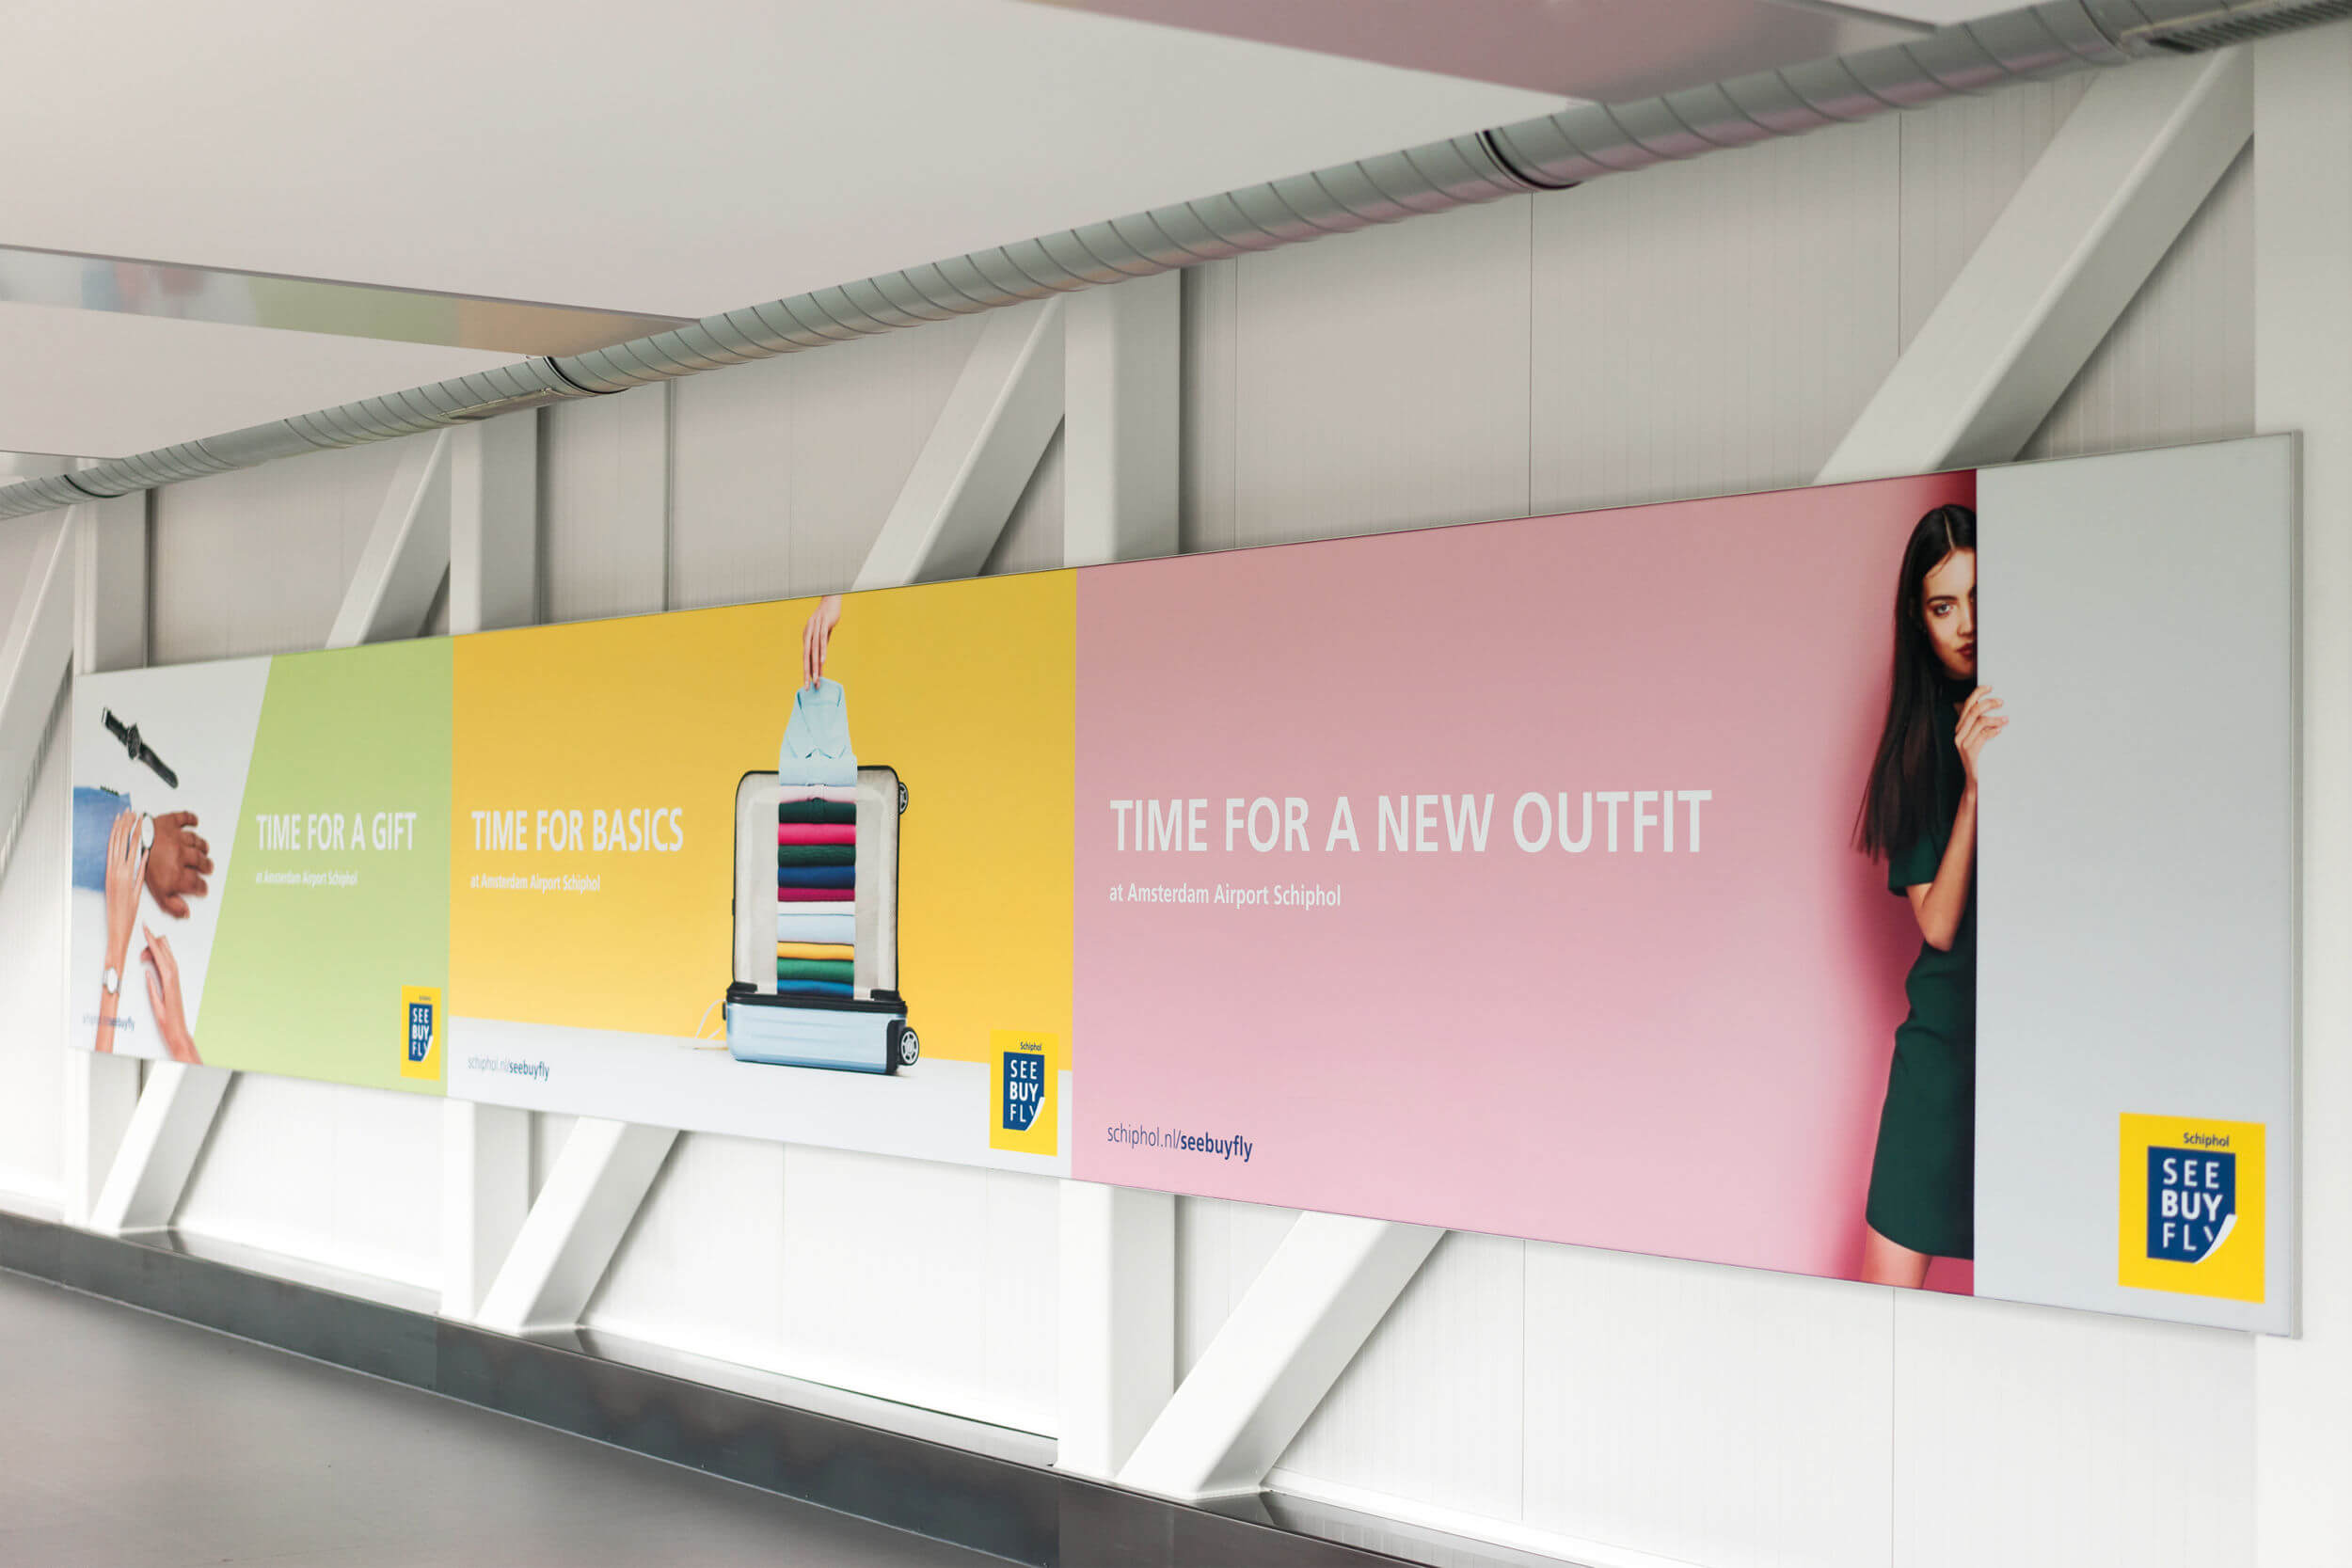 TIME FOR A GIFT
at Amsterdam Airport Schiphol
schiphol.nl/seebuyfly
Schiphol
SEE
BUY
FLY
TIME FOR BASICS
at Amsterdam Airport Schiphol
schiphol.nl/seebuyfly
Schiphol
SEE
BUY
FLY
TIME FOR A NEW OUTFIT
at Amsterdam Airport Schiphol
schiphol.nl/seebuyfly
Schiphol
SEE
BUY
FLY